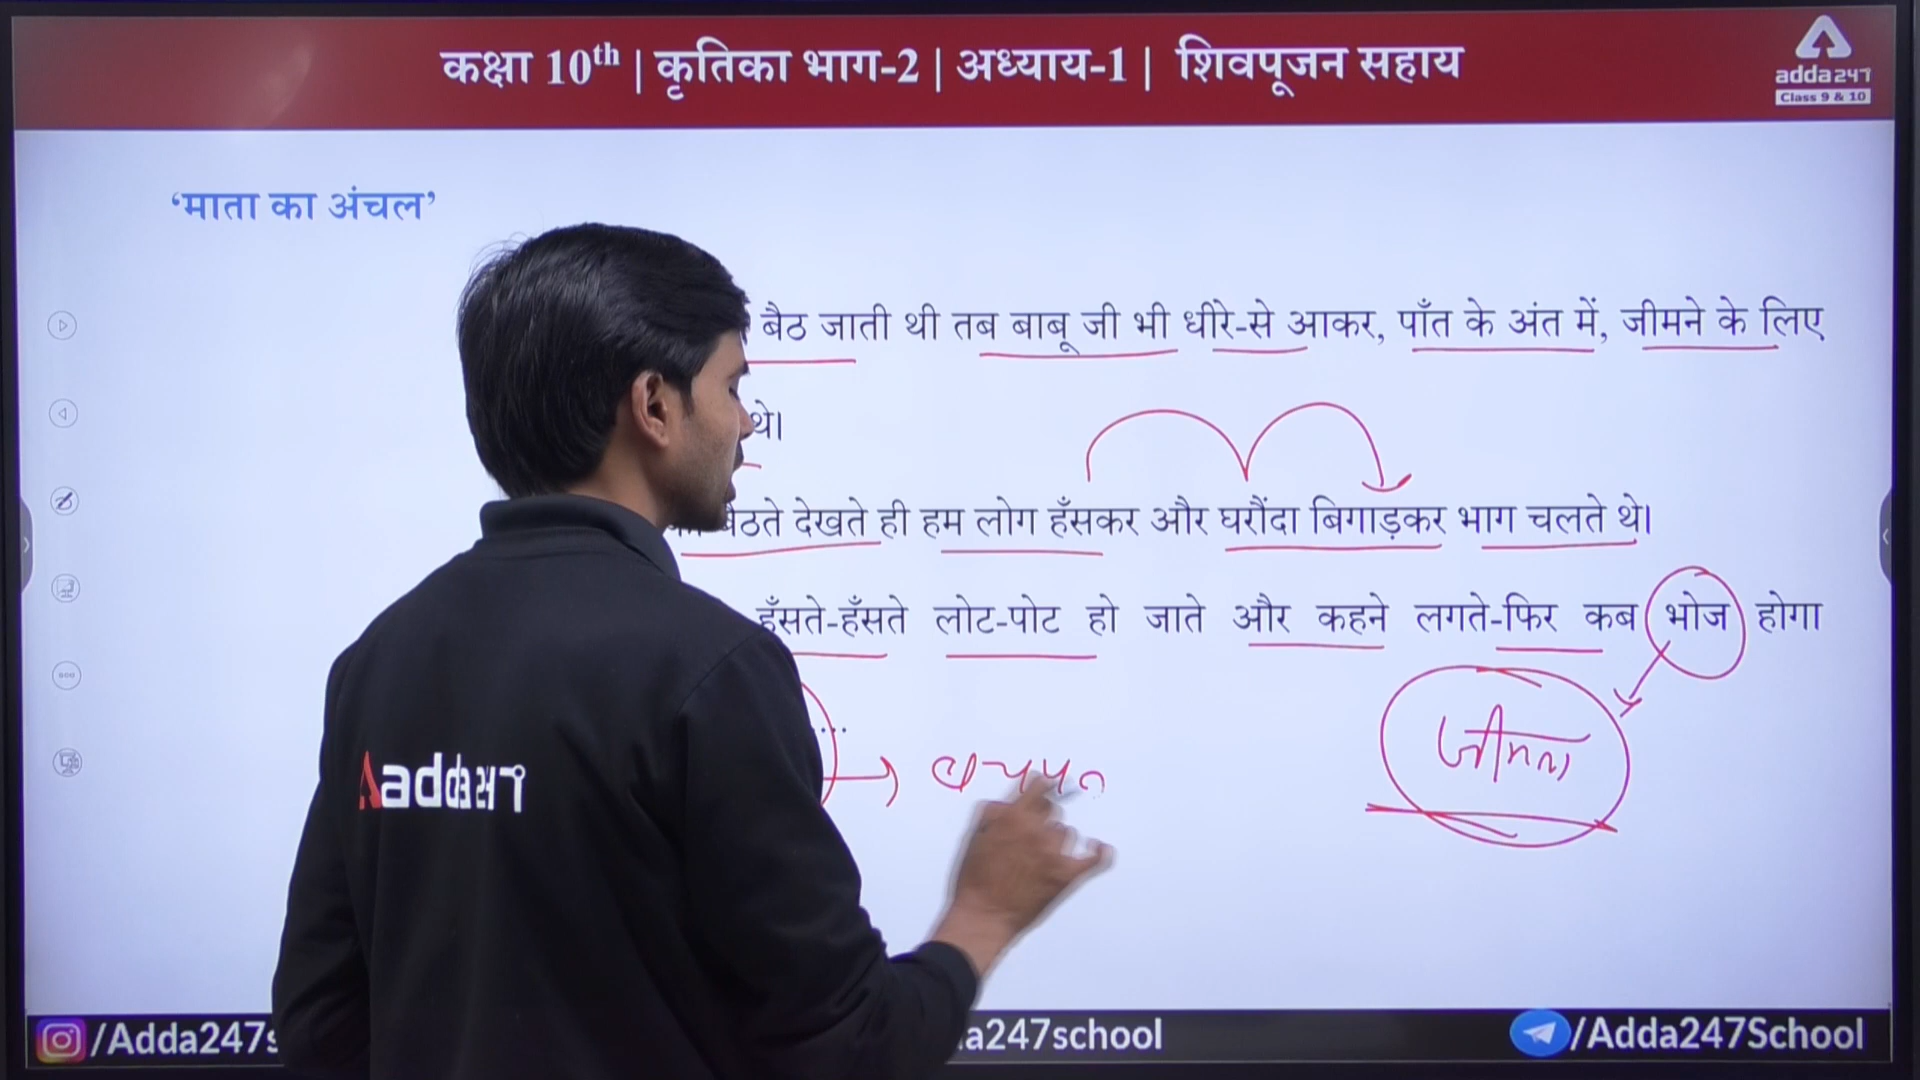 कक्षा 10th | कृतिका भाग-2 | अध्याय-1 | शिवपूजन सहाय
adda247
Class 9 & 10
‘माता का अंचल’
बैठ जाती थी तब बाबू जी भी धीरे-से आकर, पाँत के अंत में, जीमने के लिए
थे।
बैठते देखते ही हम लोग हँसकर और घरौंदा बिगाड़कर भाग चलते थे।
हँसते-हँसते लोट-पोट हो जाते और कहने लगते-फिर कब भोज होगा
....
जीमना
adda247
/Adda247s
a247school
/Adda247School